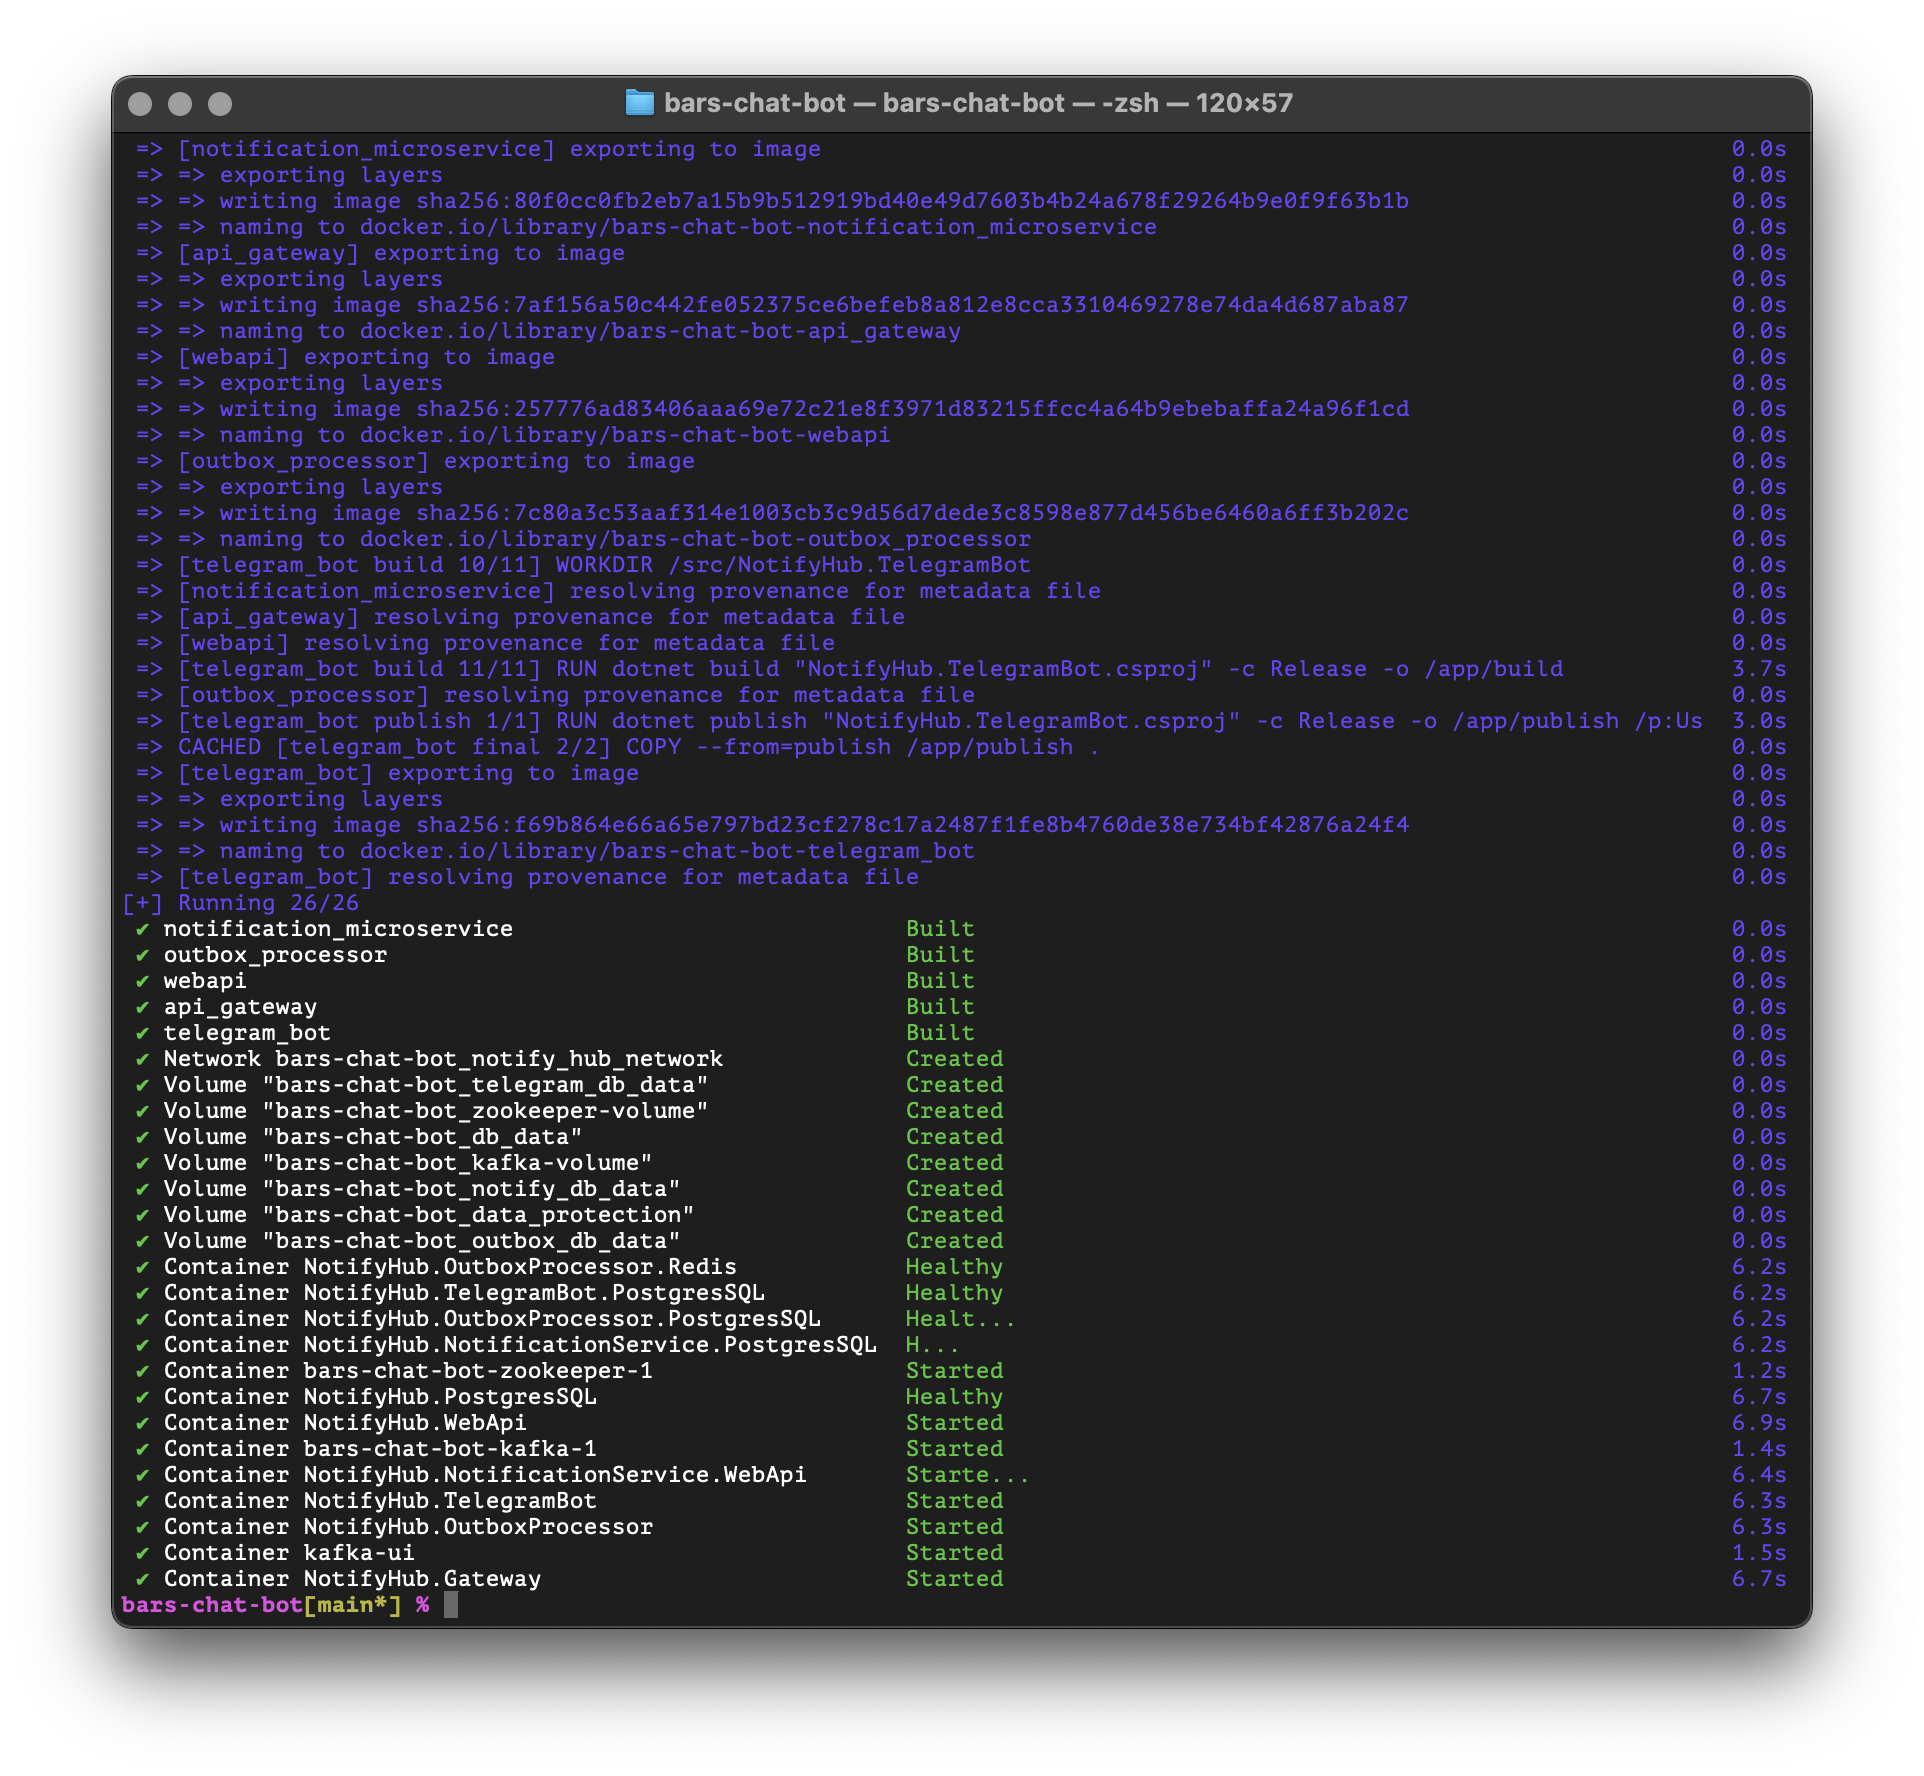 bars-chat-bot — bars-chat-bot — -zsh — 120×57
=> [notification_microservice] exporting to image 0.0s
=> => exporting layers 0.0s
=> => writing image sha256:80f0cc0fb2eb7a15b9b512919bd40e49d7603b4b24a678f29264b9e0f9f63b1b 0.0s
=> => naming to docker.io/library/bars-chat-bot-notification_microservice 0.0s
=> [api_gateway] exporting to image 0.0s
=> => exporting layers 0.0s
=> => writing image sha256:7af156a50c442fe052375ce6befeb8a812e8cca3310469278e74da4d687aba87 0.0s
=> => naming to docker.io/library/bars-chat-bot-api_gateway 0.0s
=> [webapi] exporting to image 0.0s
=> => exporting layers 0.0s
=> => writing image sha256:257776ad83406aaa69e72c21e8f3971d83215ffcc4a64b9ebebaffa24a96f1cd 0.0s
=> => naming to docker.io/library/bars-chat-bot-webapi 0.0s
=> [outbox_processor] exporting to image 0.0s
=> => exporting layers 0.0s
=> => writing image sha256:7c80a3c53aaf314e1003cb3c9d56d7dede3c8598e877d456be6460a6ff3b202c 0.0s
=> => naming to docker.io/library/bars-chat-bot-outbox_processor 0.0s
=> [telegram_bot build 10/11] WORKDIR /src/NotifyHub.TelegramBot 0.0s
=> [notification_microservice] resolving provenance for metadata file 0.0s
=> [api_gateway] resolving provenance for metadata file 0.0s
=> [webapi] resolving provenance for metadata file 0.0s
=> [telegram_bot build 11/11] RUN dotnet build "NotifyHub.TelegramBot.csproj" -c Release -o /app/build 3.7s
=> [outbox_processor] resolving provenance for metadata file 0.0s
=> [telegram_bot publish 1/1] RUN dotnet publish "NotifyHub.TelegramBot.csproj" -c Release -o /app/publish /p:Us 3.0s
=> CACHED [telegram_bot final 2/2] COPY --from=publish /app/publish . 0.0s
=> [telegram_bot] exporting to image 0.0s
=> => exporting layers 0.0s
=> => writing image sha256:f69b864e66a65e797bd23cf278c17a2487f1fe8b4760de38e734bf42876a24f4 0.0s
=> => naming to docker.io/library/bars-chat-bot-telegram_bot 0.0s
=> [telegram_bot] resolving provenance for metadata file 0.0s
[+] Running 26/26
✔ notification_microservice Built 0.0s
✔ outbox_processor Built 0.0s
✔ webapi Built 0.0s
✔ api_gateway Built 0.0s
✔ telegram_bot Built 0.0s
✔ Network bars-chat-bot_notify_hub_network Created 0.0s
✔ Volume "bars-chat-bot_telegram_db_data" Created 0.0s
✔ Volume "bars-chat-bot_zookeeper-volume" Created 0.0s
✔ Volume "bars-chat-bot_db_data" Created 0.0s
✔ Volume "bars-chat-bot_kafka-volume" Created 0.0s
✔ Volume "bars-chat-bot_notify_db_data" Created 0.0s
✔ Volume "bars-chat-bot_data_protection" Created 0.0s
✔ Volume "bars-chat-bot_outbox_db_data" Created 0.0s
✔ Container NotifyHub.OutboxProcessor.Redis Healthy 6.2s
✔ Container NotifyHub.TelegramBot.PostgresSQL Healthy 6.2s
✔ Container NotifyHub.OutboxProcessor.PostgresSQL Healt... 6.2s
✔ Container NotifyHub.NotificationService.PostgresSQL H... 6.2s
✔ Container bars-chat-bot-zookeeper-1 Started 1.2s
✔ Container NotifyHub.PostgresSQL Healthy 6.7s
✔ Container NotifyHub.WebApi Started 6.9s
✔ Container bars-chat-bot-kafka-1 Started 1.4s
✔ Container NotifyHub.NotificationService.WebApi Starte... 6.4s
✔ Container NotifyHub.TelegramBot Started 6.3s
✔ Container NotifyHub.OutboxProcessor Started 6.3s
✔ Container kafka-ui Started 1.5s
✔ Container NotifyHub.Gateway Started 6.7s
bars-chat-bot[main*] %